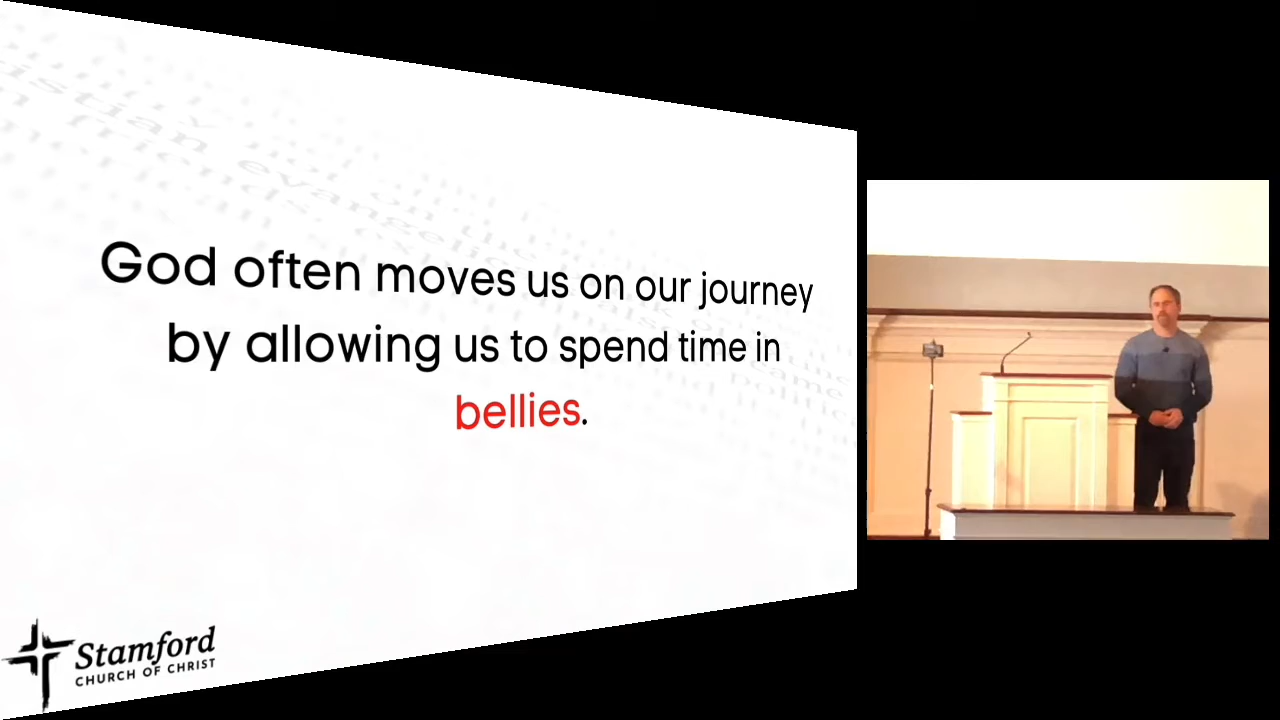 God often moves us on our journey
by allowing us to spend time in
bellies.
Stamford
CHURCH OF CHRIST